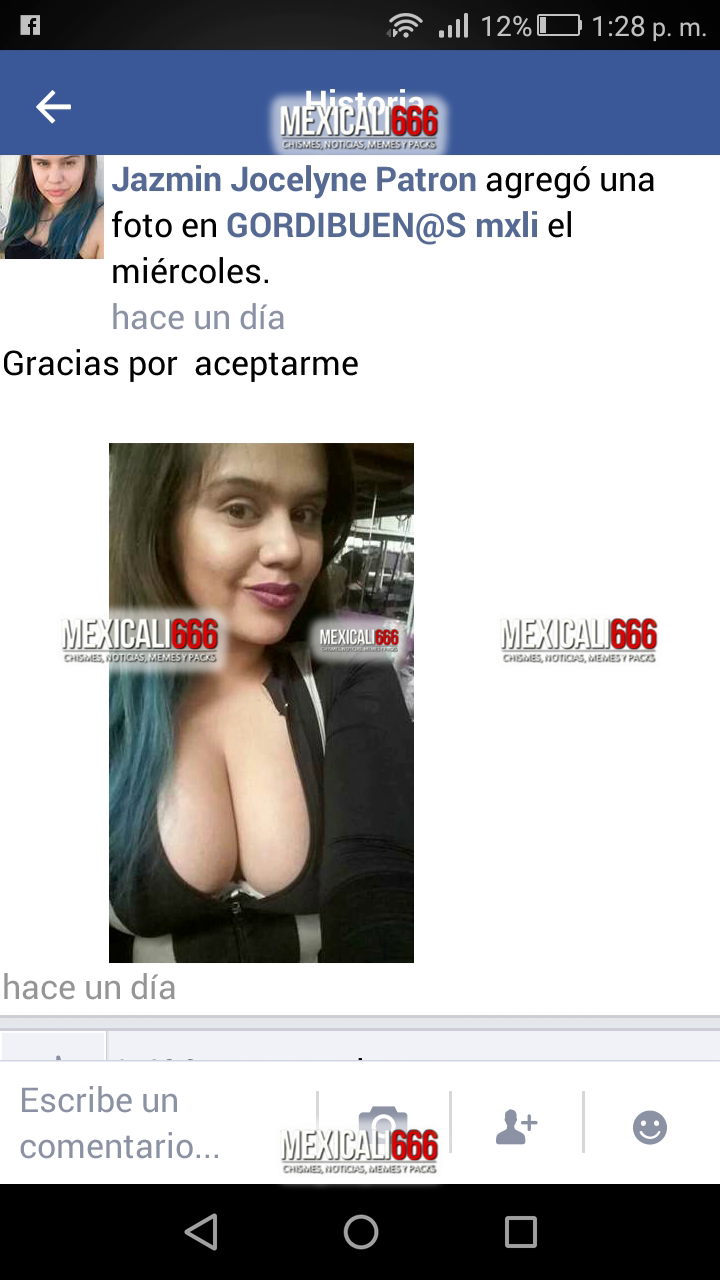 12% 1:28 p. m.
Historia
MEXICALI666
CHISMES, NOTICIAS, MEMES Y PACKS
Jazmin Jocelyne Patron agregó una
foto en GORDIBUEN@S mxli el
miércoles.
hace un día
Gracias por aceptarme
MEXICALI666
CHISMES, NOTICIAS, MEMES Y PACKS
MEXICALI666
CHISMES, NOTICIAS, MEMES Y PACKS
MEXICALI666
CHISMES, NOTICIAS, MEMES Y PACKS
hace un día
Escribe un
comentario...
MEXICALI666
CHISMES, NOTICIAS, MEMES Y PACKS